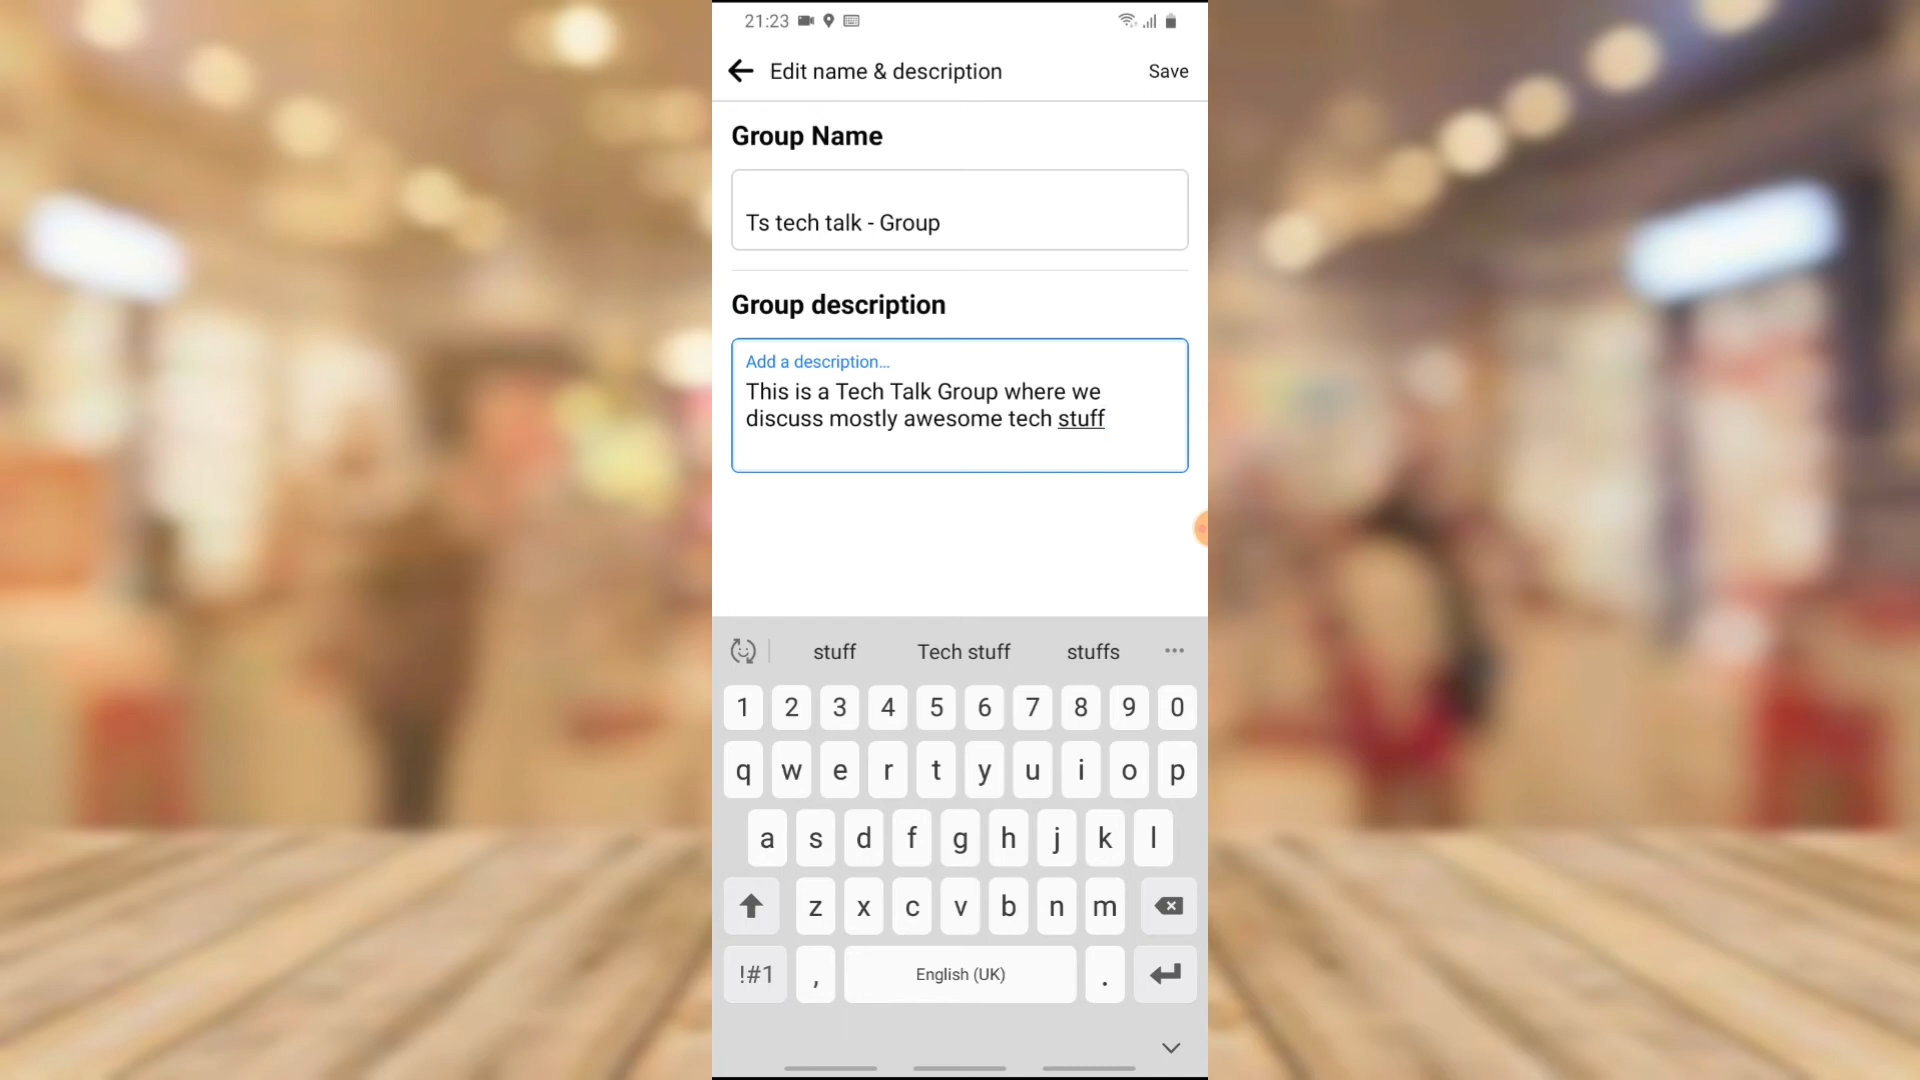 21:23
Edit name & description
Save
Group Name
Ts tech talk - Group
Group description
Add a description...
This is a Tech Talk Group where we
discuss mostly awesome tech stuff
stuff Tech stuff stuffs
1 2 3 4 5 6 7 8 9 0
q w e r t y u i o p
a s d f g h j k l
z x c v b n m
!#1 , English (UK) .